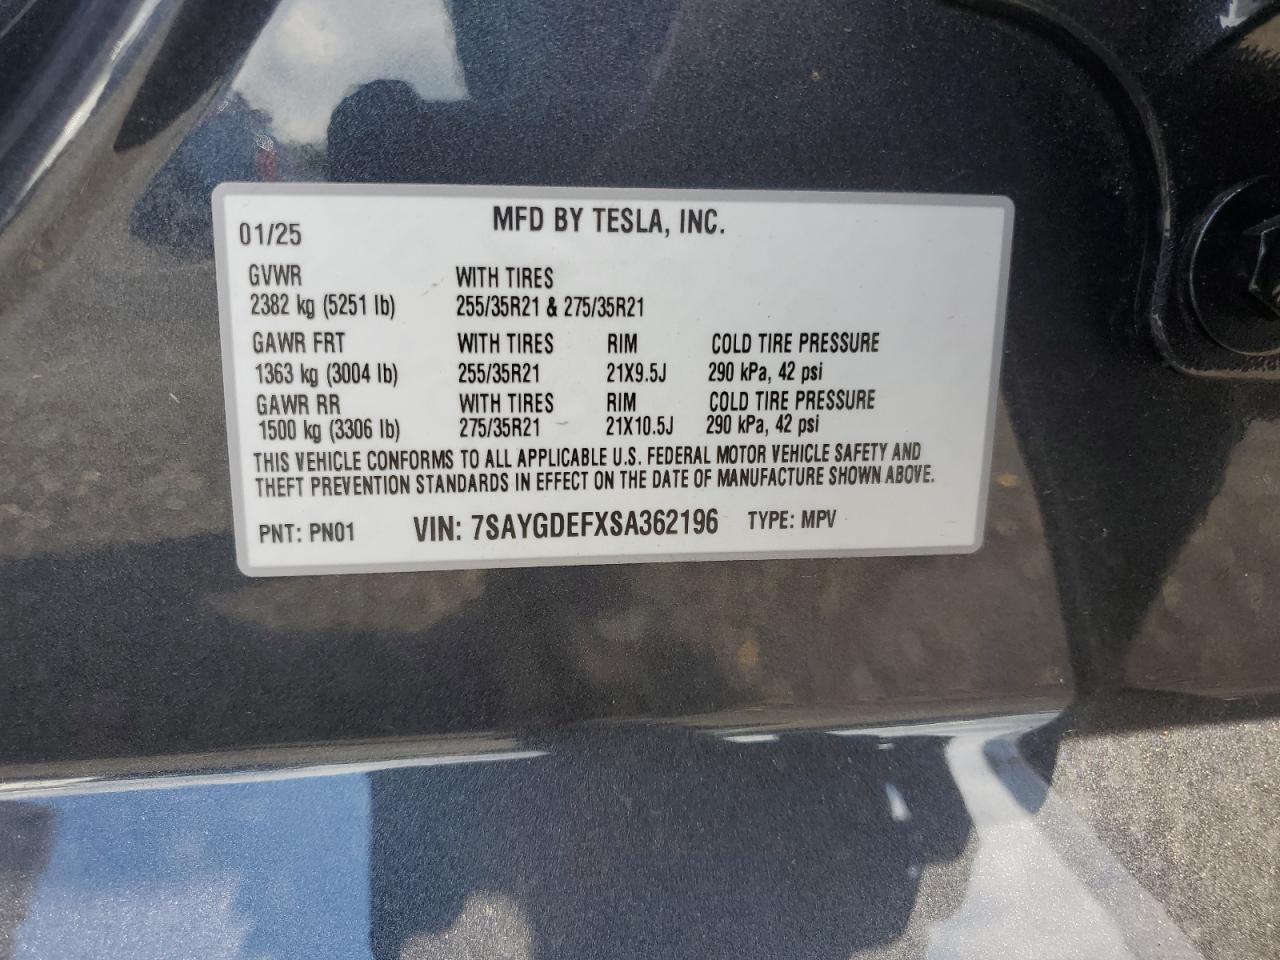 MFD BY TESLA, INC.
01/25
GVWR WITH TIRES
2382 kg (5251 lb) 255/35R21 & 275/35R21
GAWR FRT WITH TIRES RIM COLD TIRE PRESSURE
1363 kg (3004 lb) 255/35R21 21X9.5J 290 kPa, 42 psi
GAWR RR WITH TIRES RIM COLD TIRE PRESSURE
1500 kg (3306 lb) 275/35R21 21X10.5J 290 kPa, 42 psi
THIS VEHICLE CONFORMS TO ALL APPLICABLE U.S. FEDERAL MOTOR VEHICLE SAFETY AND
THEFT PREVENTION STANDARDS IN EFFECT ON THE DATE OF MANUFACTURE SHOWN ABOVE.
PNT: PN01 VIN: 7SAYGDEFXSA362196 TYPE: MPV